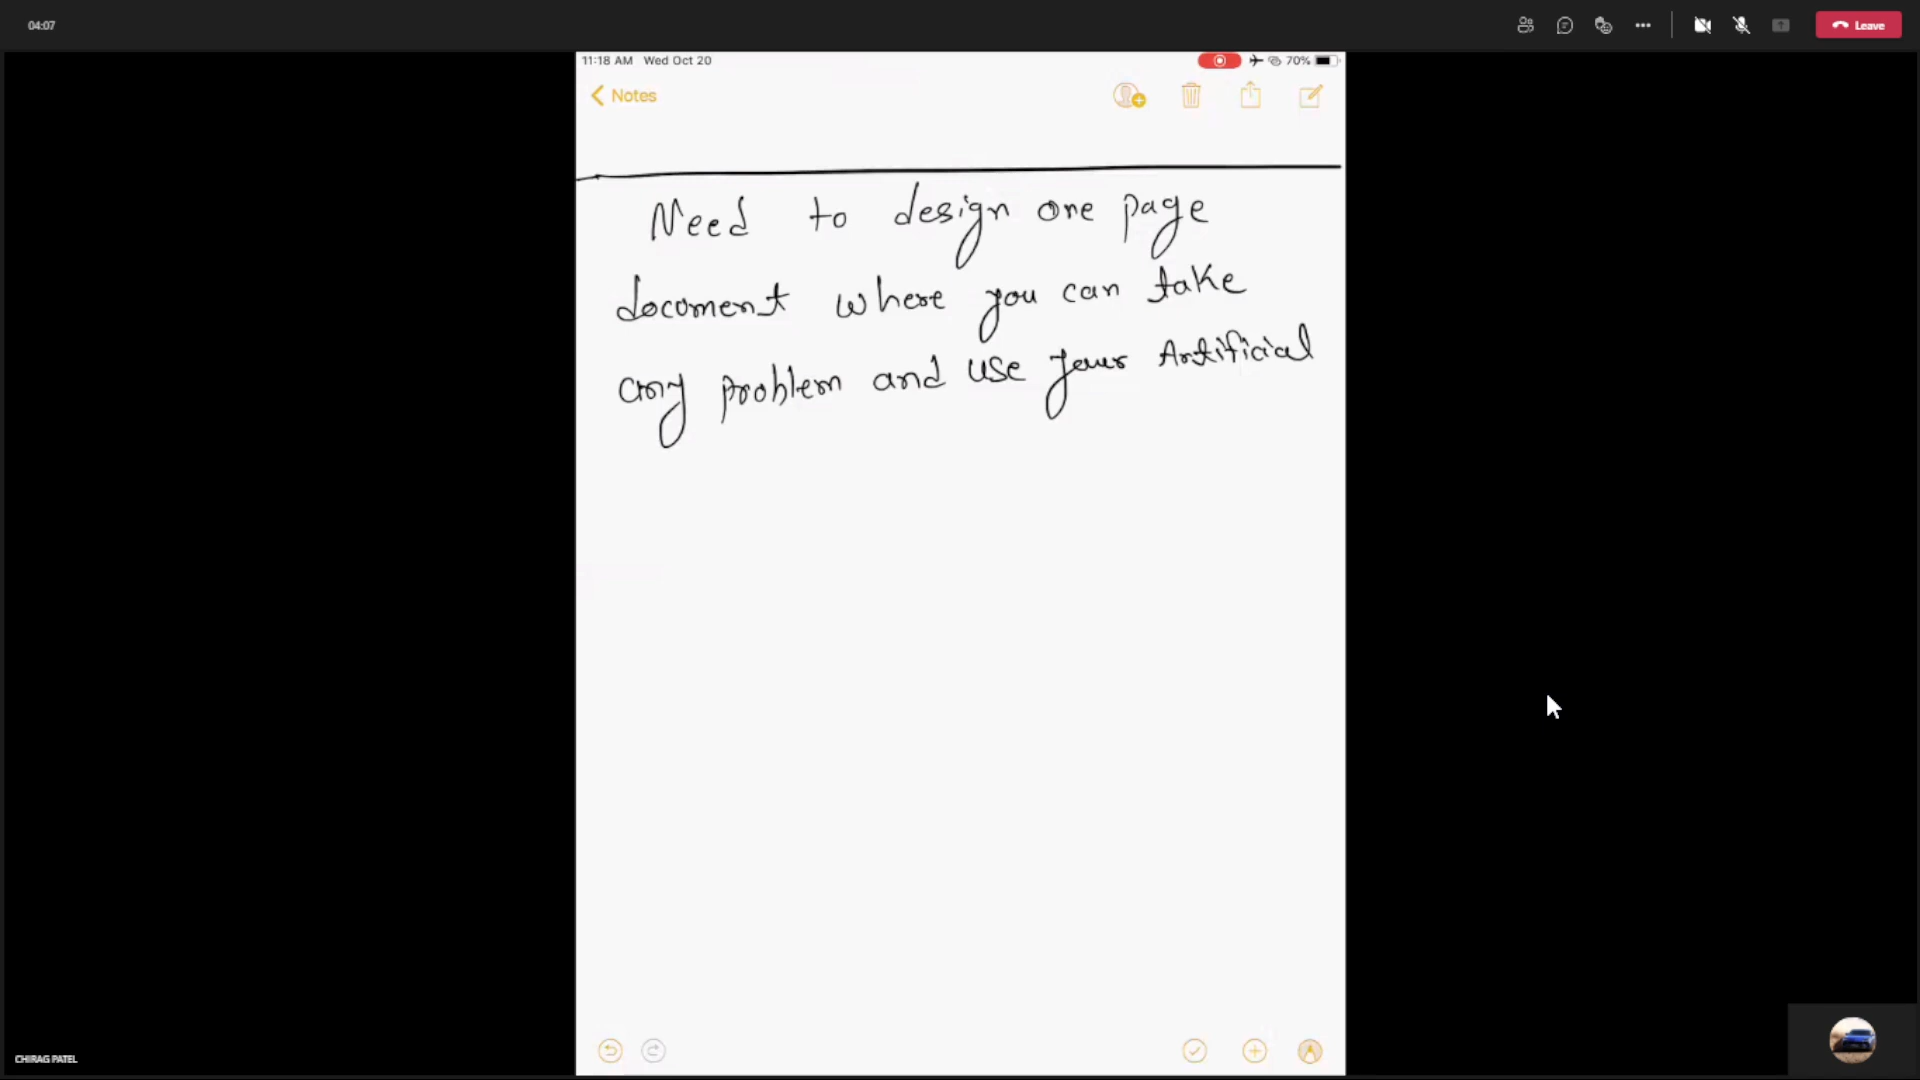 04:07
Leave
11:18 AM Wed Oct 20
70%
Notes
Need to design one page
document where you can take
any problem and use your Artificial
CHIRAG PATEL